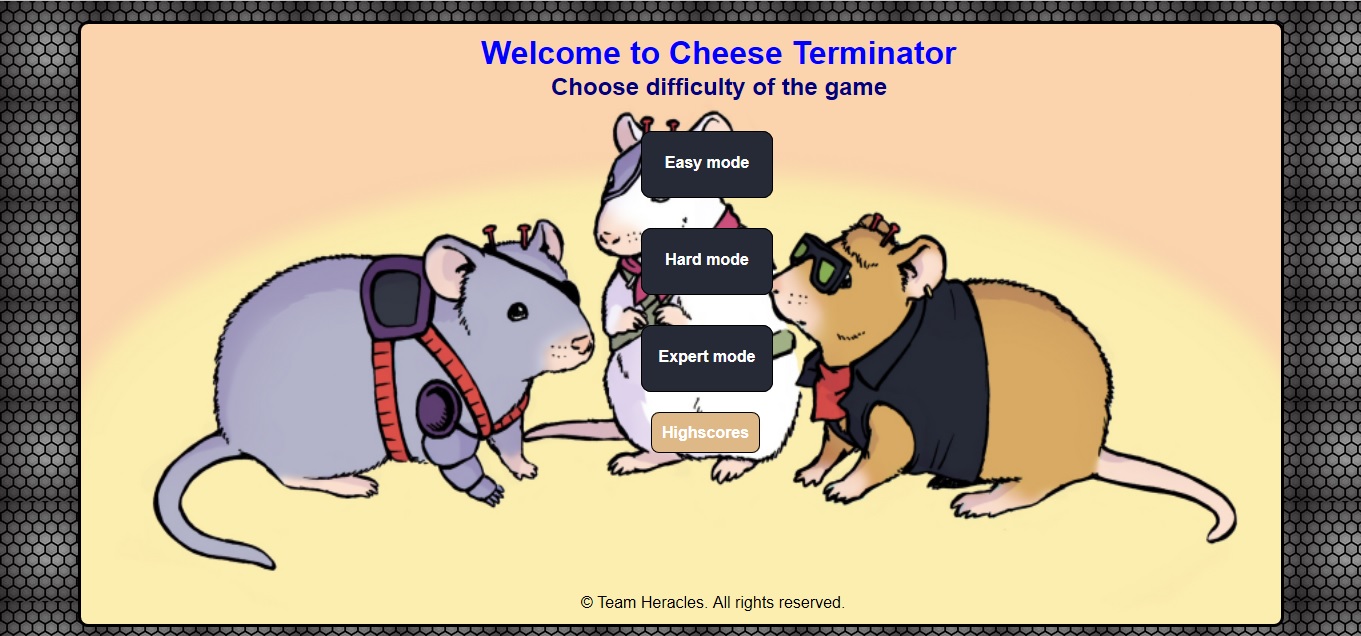 Welcome to Cheese Terminator
Choose difficulty of the game
Easy mode
Hard mode
Expert mode
Highscores
© Team Heracles. All rights reserved.